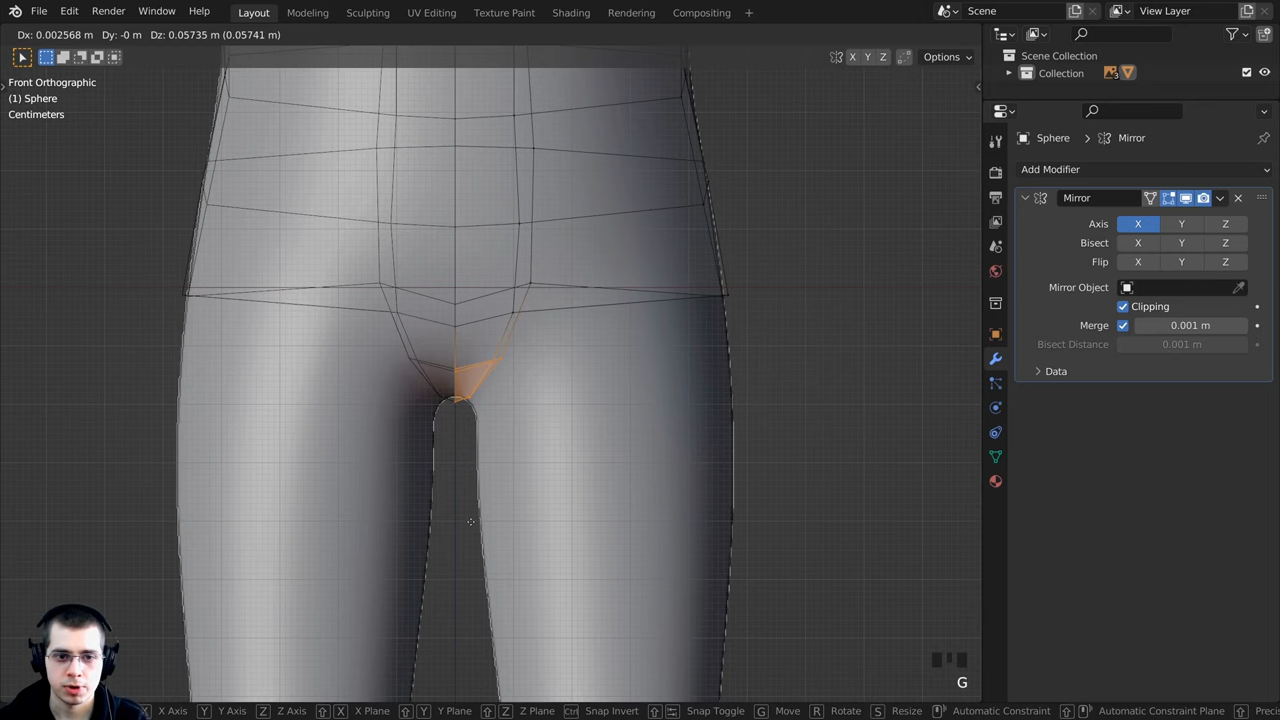 File Edit Render Window Help Layout Modeling Sculpting UV Editing Texture Paint Shading Rendering Compositing + Scene View Layer
Dx: 0.002568 m Dy: -0 m Dz: 0.05735 m (0.05741 m)
X Y Z Options
Front Orthographic
(1) Sphere
Centimeters
Scene Collection
Collection 3
Sphere > Mirror
Add Modifier
Mirror
Axis X Y Z
Bisect X Y Z
Flip X Y Z
Mirror Object
Clipping
Merge 0.001 m
Bisect Distance 0.001 m
Data
G
X X Axis Y Y Axis Z Z Axis X X Plane Y Y Plane Z Z Plane Ctrl Snap Invert Snap Toggle G Move R Rotate S Resize Automatic Constraint Automatic Constraint Plane Preci